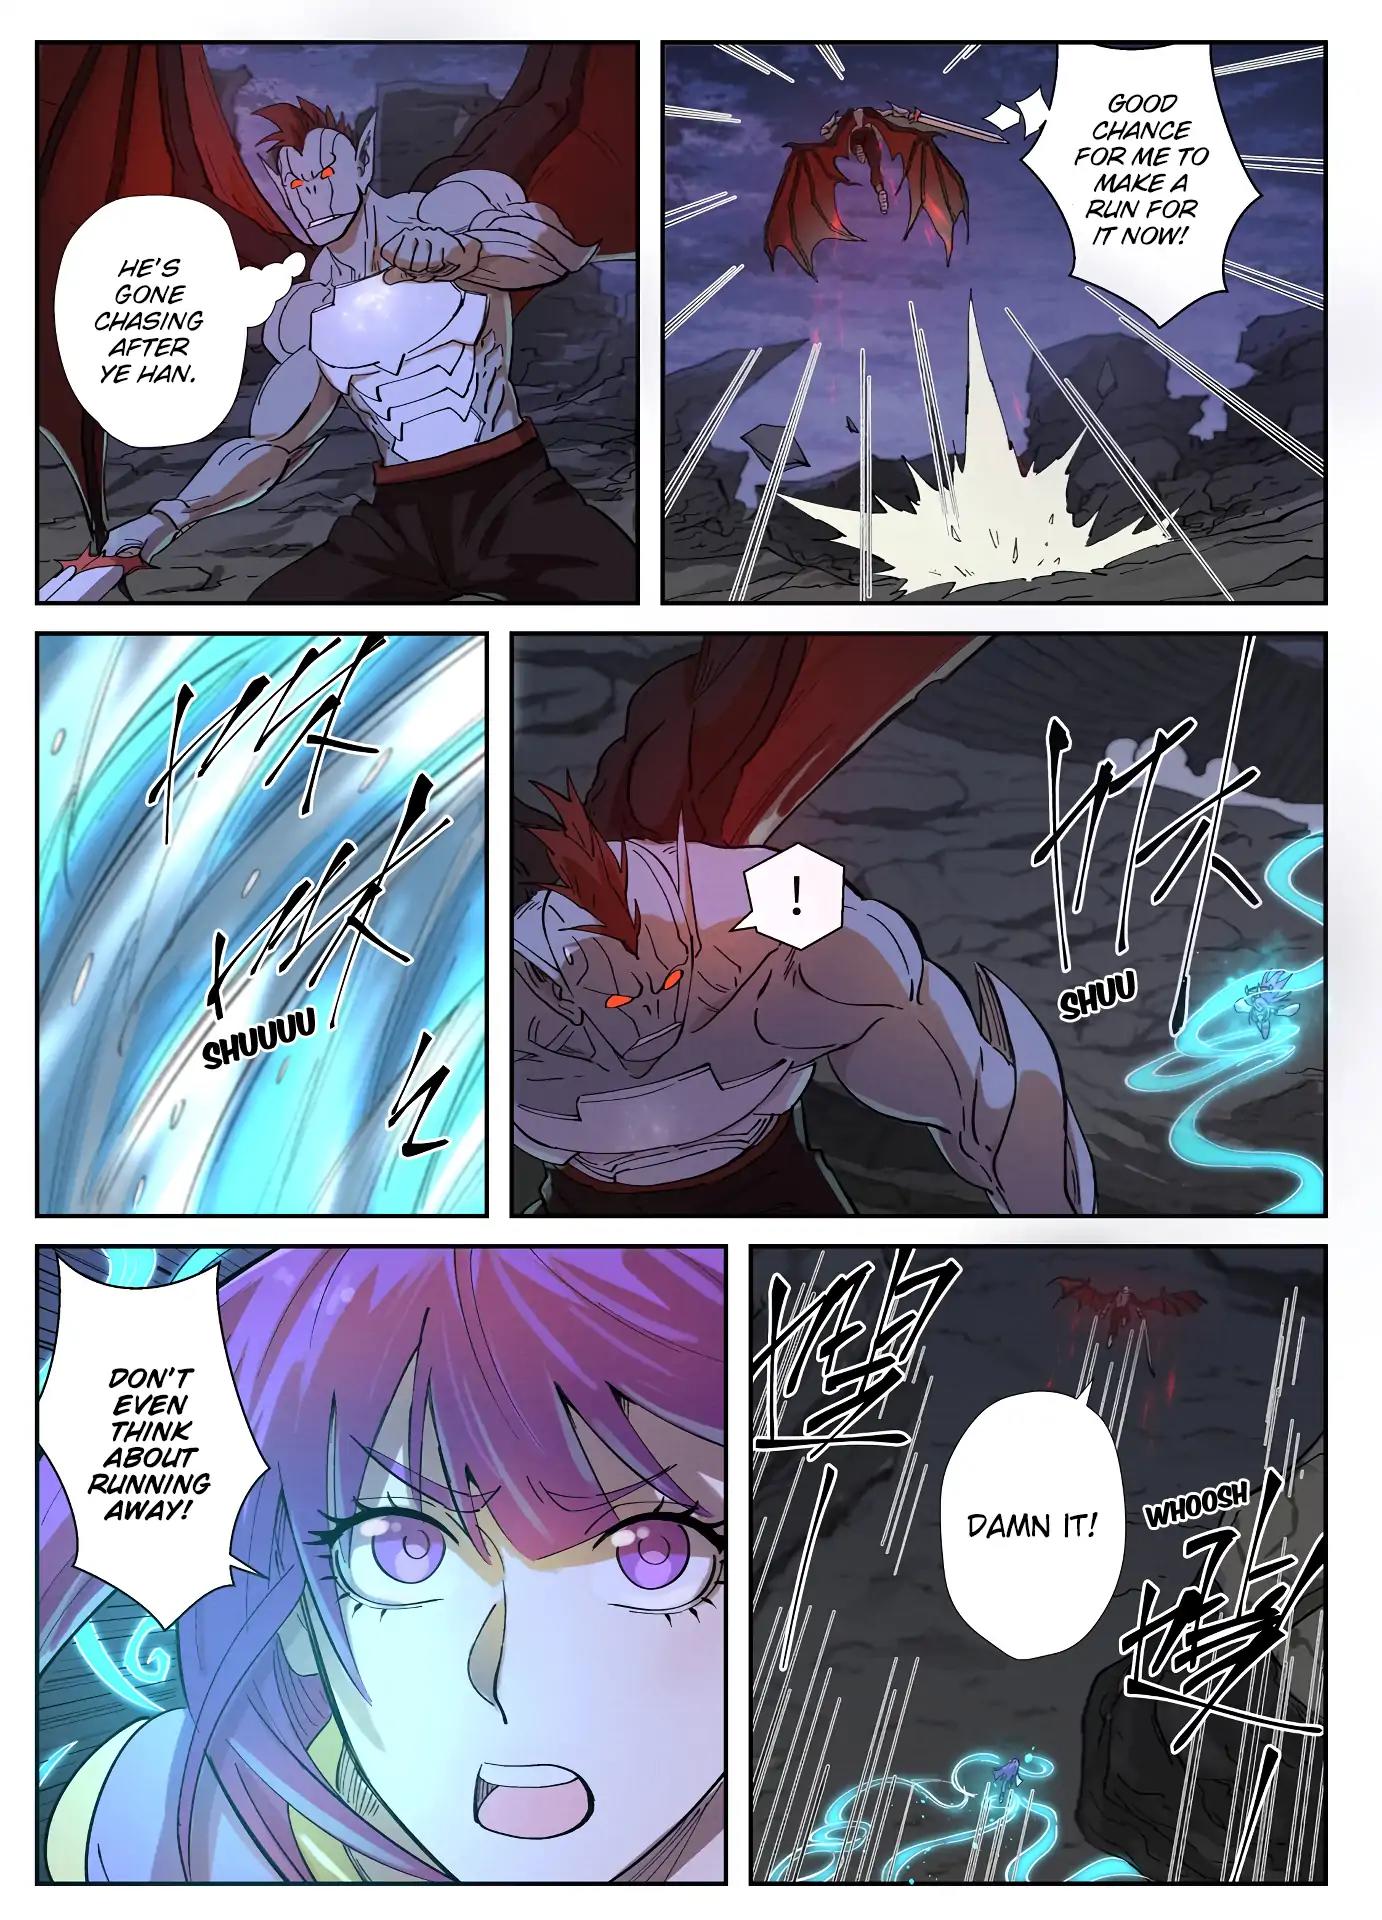 HE'S
GONE
CHASING
AFTER
YE HAN.
GOOD
CHANCE
FOR ME TO
MAKE A
RUN FOR
IT NOW!
SHUUUU
!
SHUU
DON'T
EVEN
THINK
ABOUT
RUNNING
AWAY!
DAMN IT!
WHOOSH